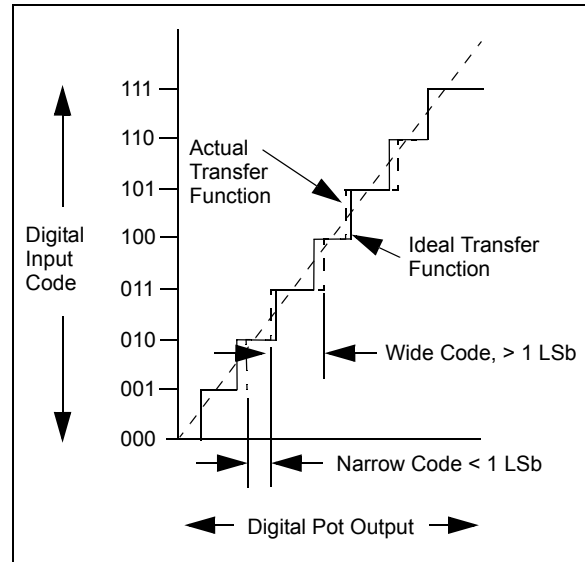 111
110
Actual
Transfer
Function
101
Digital
Input
Code
100
Ideal Transfer
Function
011
010
Wide Code, > 1 LSb
001
000
Narrow Code < 1 LSb
Digital Pot Output